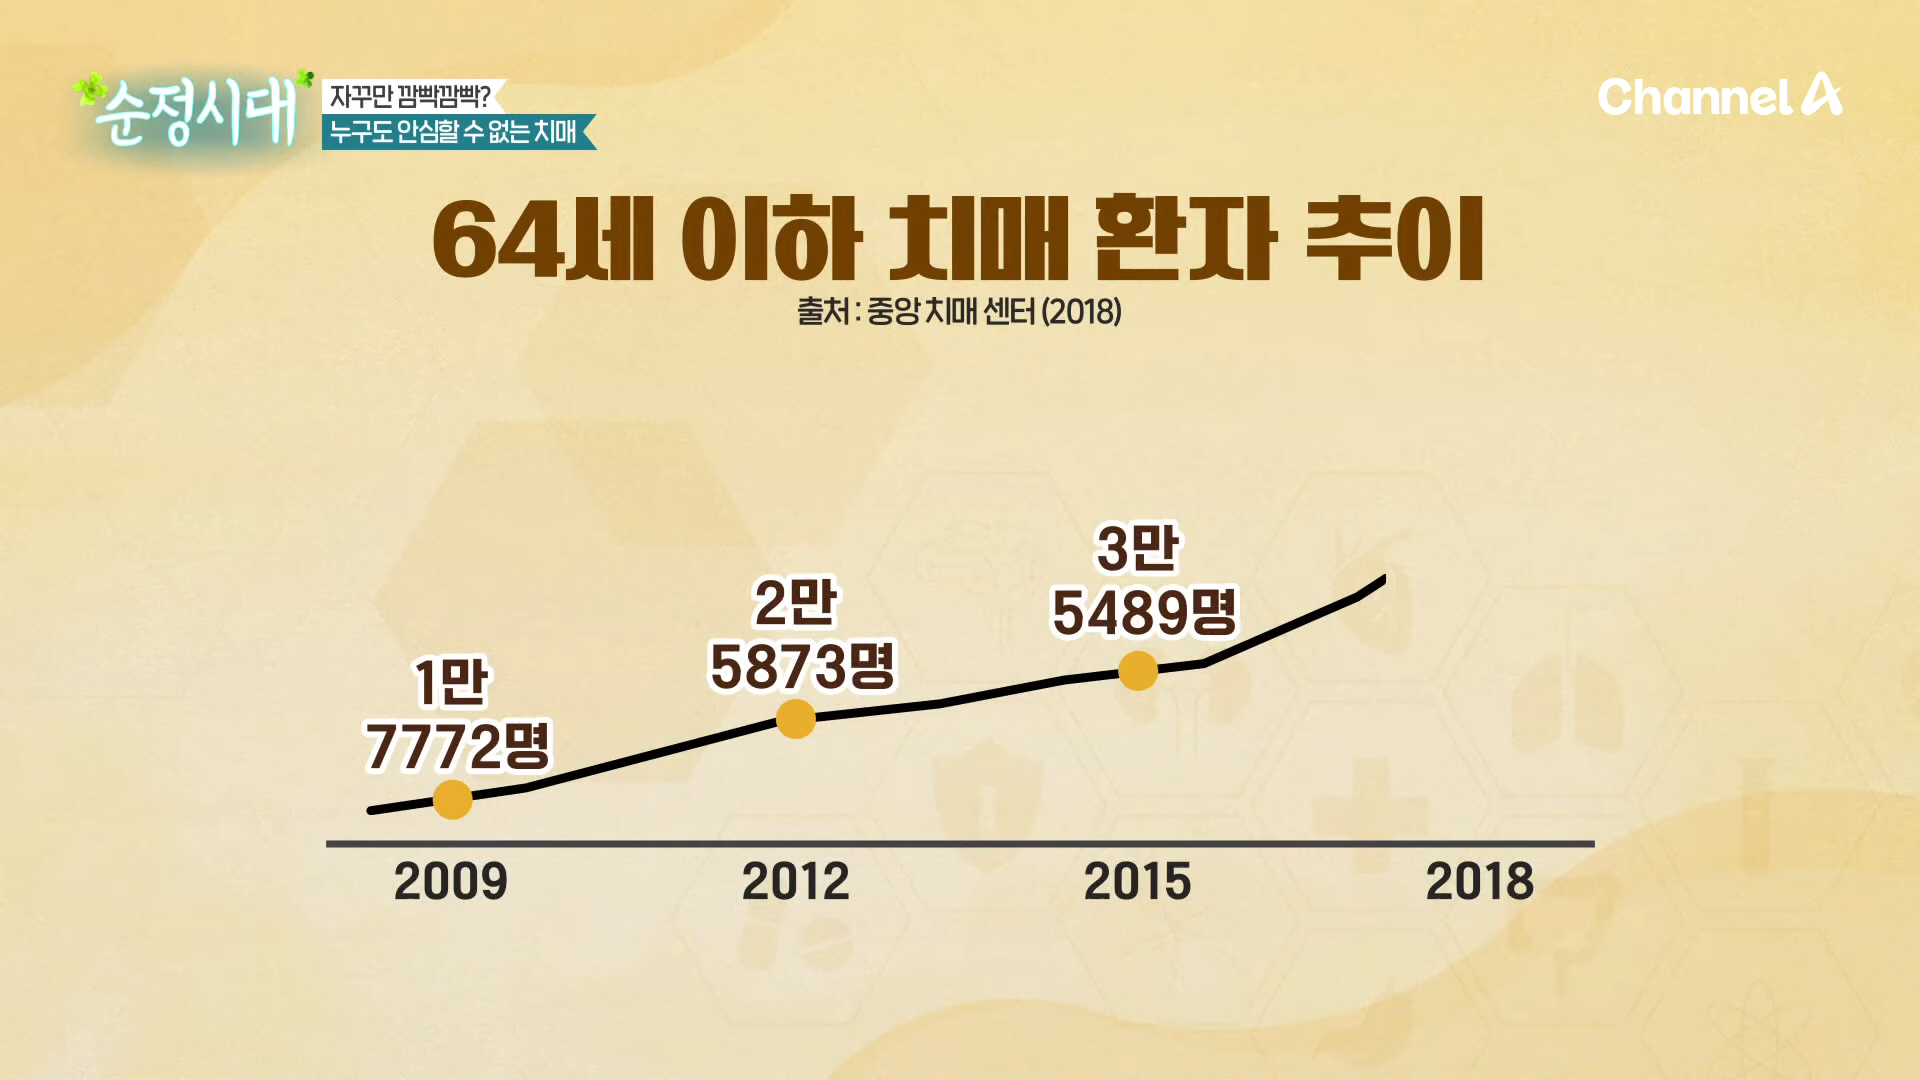 순정시대
자꾸만 깜빡깜빡?
누구도 안심할 수 없는 치매
Channel A
64세 이하 치매 환자 추이
출처 : 중앙 치매 센터 (2018)
1만
7772명
2만
5873명
3만
5489명
2009
2012
2015
2018